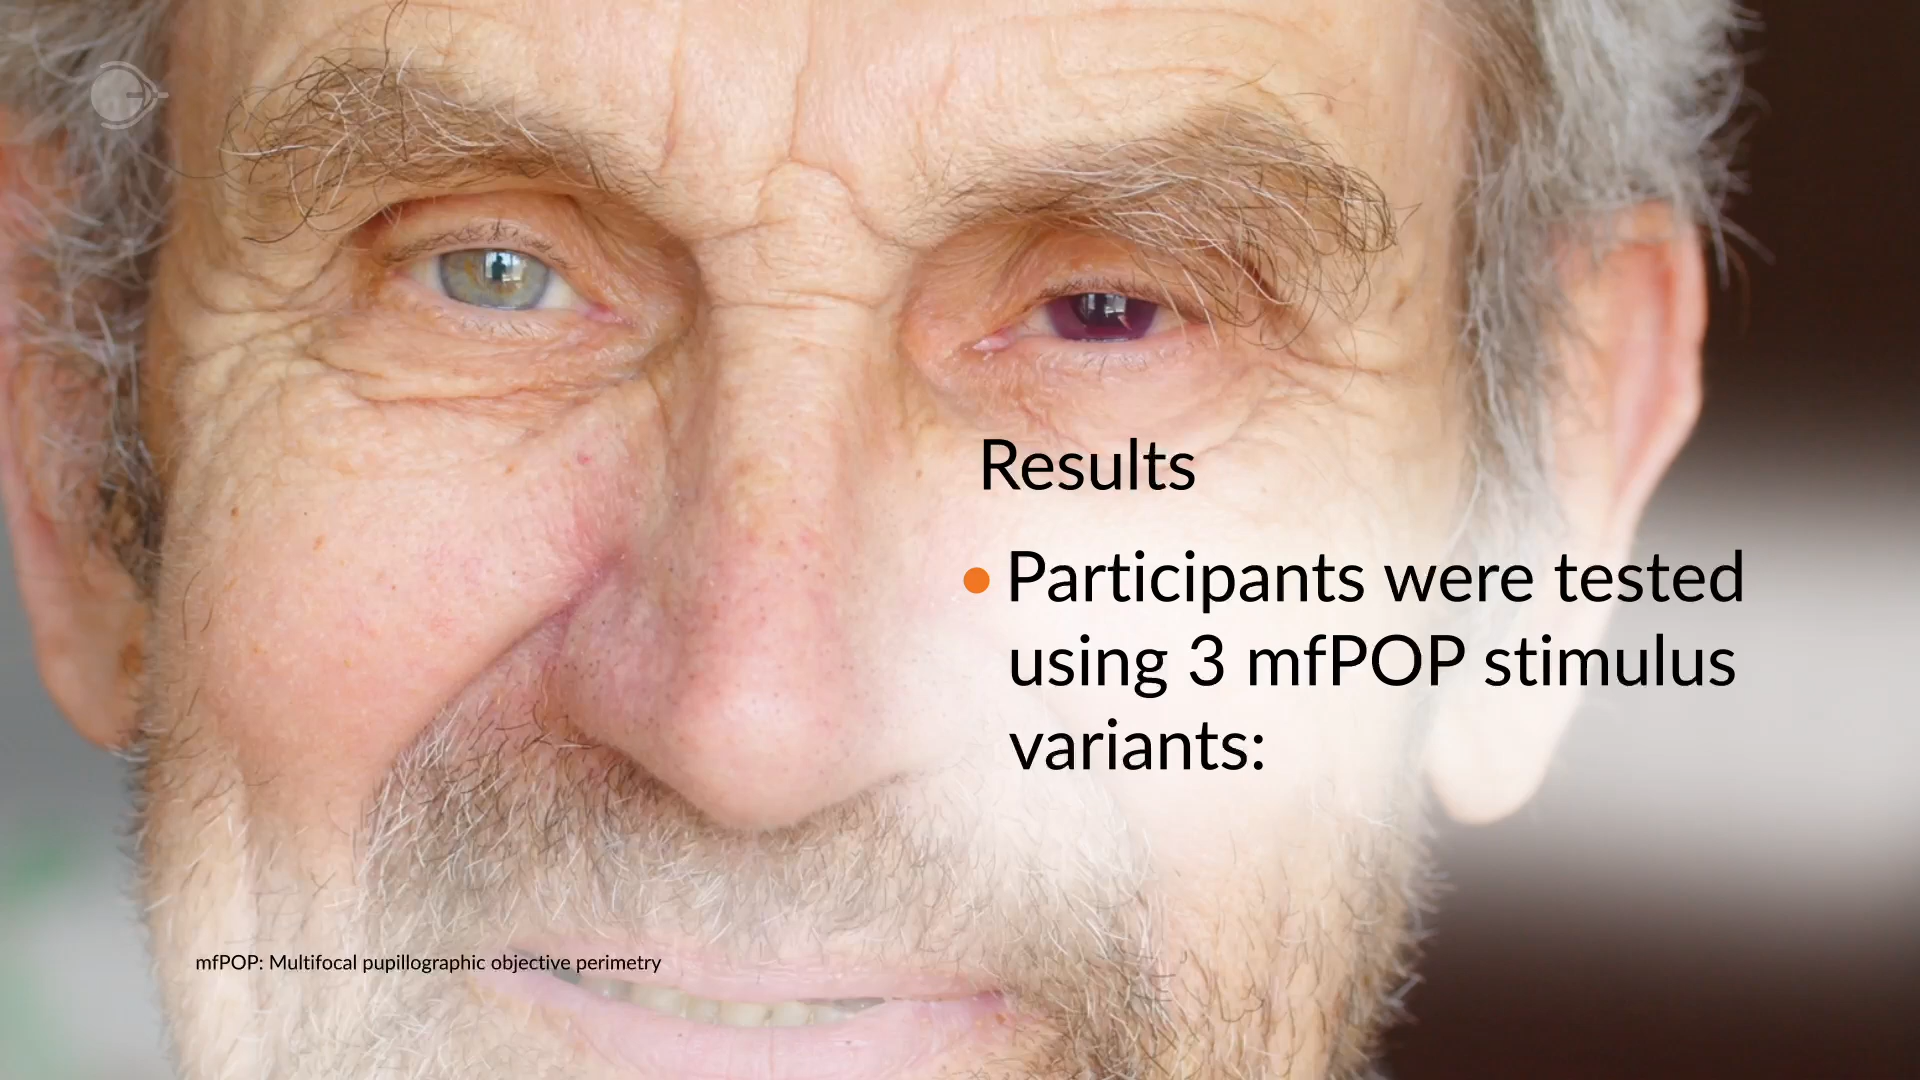 Results
Participants were tested
using 3 mfPOP stimulus
variants:
mfPOP: Multifocal pupillographic objective perimetry